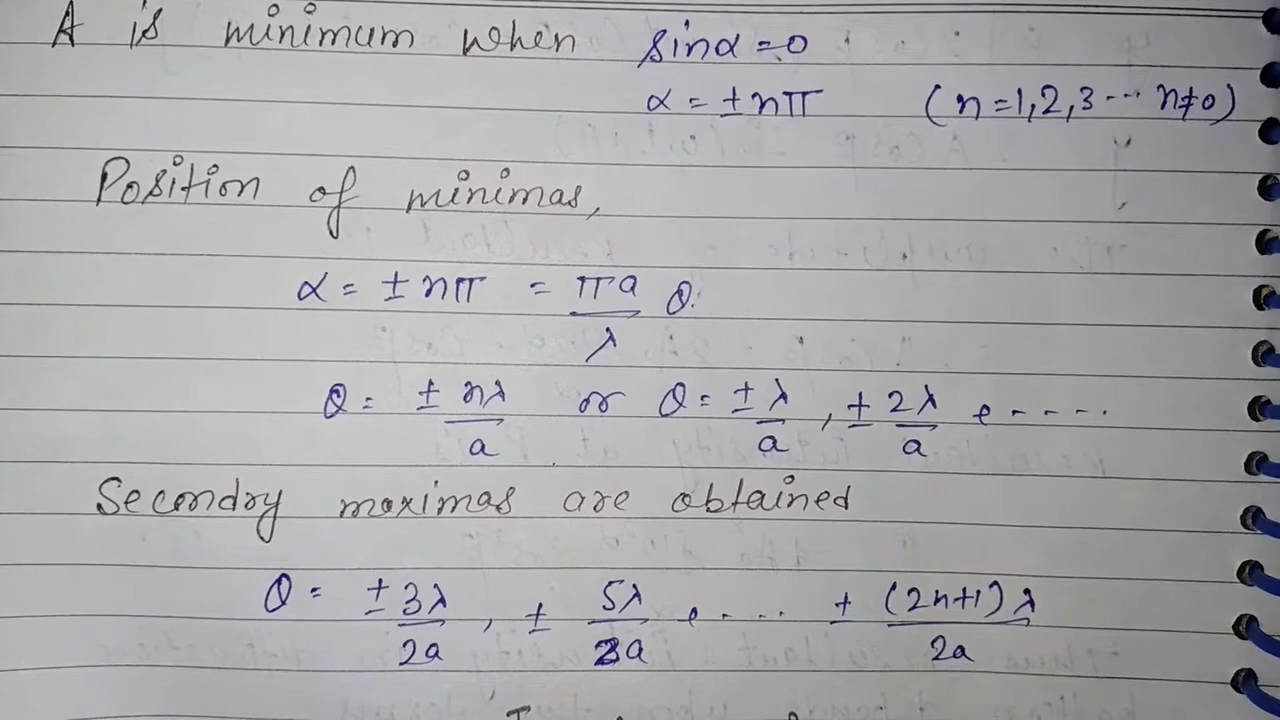 A is minimum when sinα=0
α = ±nπ (n=1,2,3--- n≠0)
Position of minimas,
α = ±nπ = πa/λ θ
θ = ± nλ/a or θ = ± λ/a , ± 2λ/a , -----
Secondry maximas are obtained
θ = ± 3λ/2a , ± 5λ/2a , ---- ± (2n+1)λ/2a